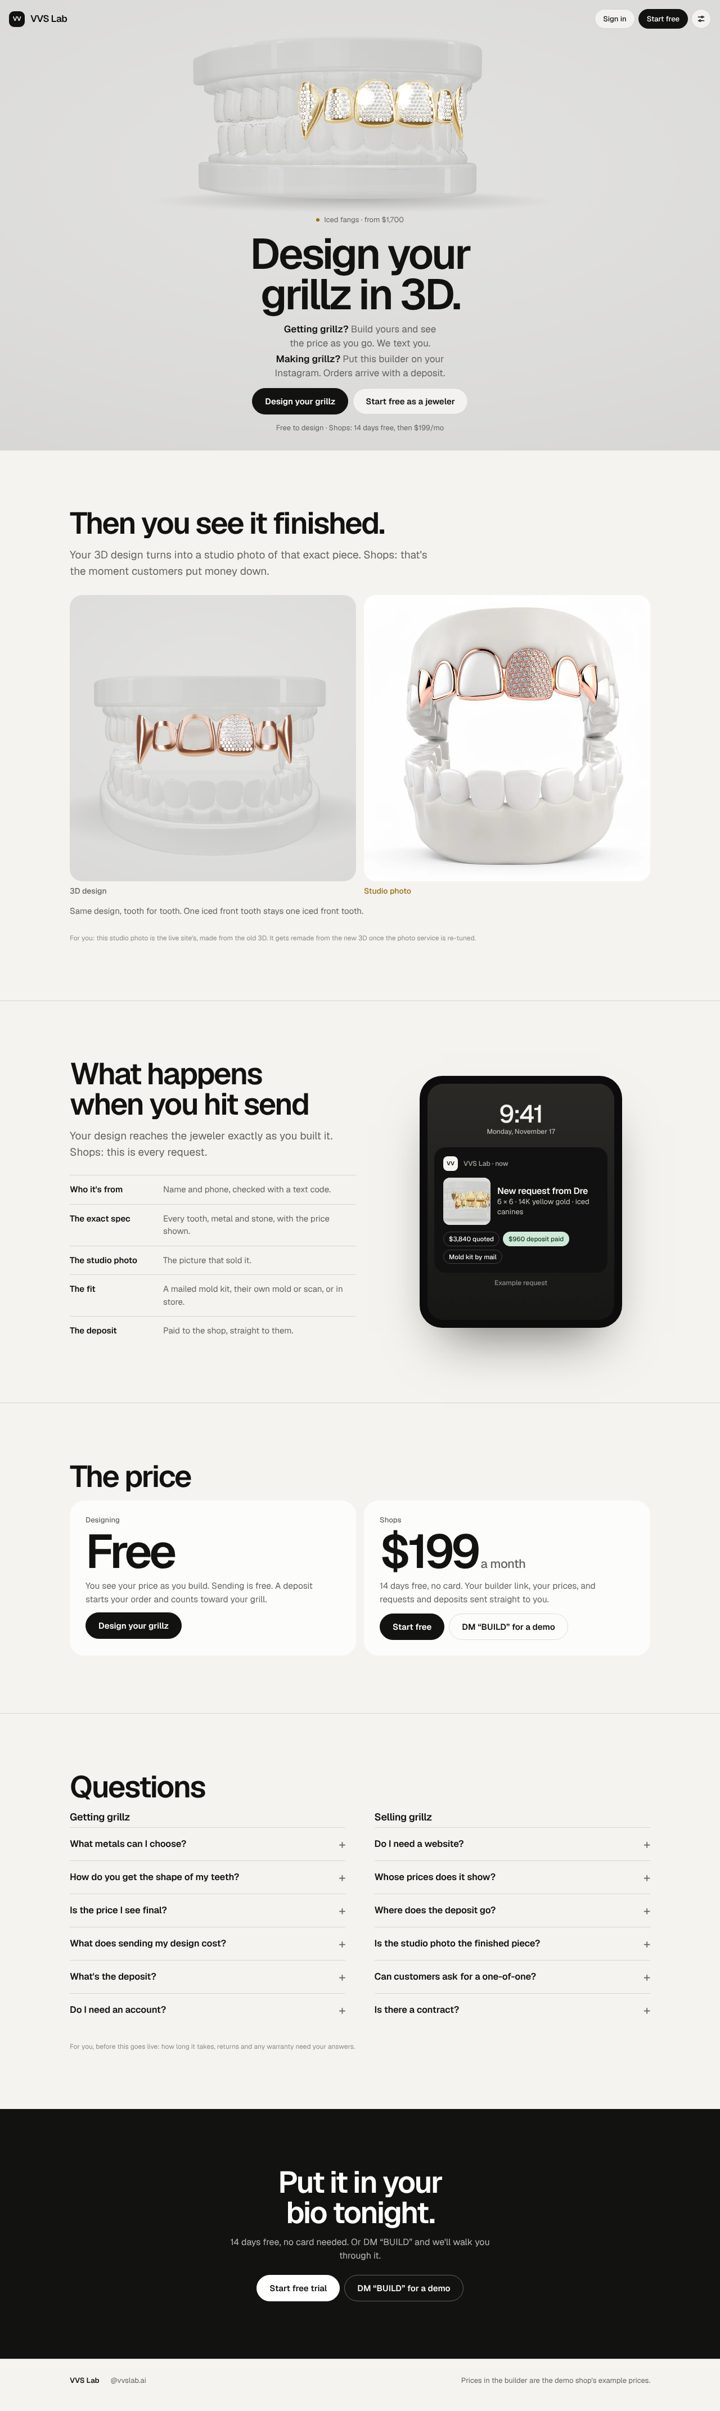 VV
VVS Lab
Sign in
Start free
Iced fangs · from $1,700
Design your
grillz in 3D.
Getting grillz? Build yours and see
the price as you go. We text you.
Making grillz? Put this builder on your
Instagram. Orders arrive with a deposit.
Design your grillz
Start free as a jeweler
Free to design · Shops: 14 days free, then $199/mo
Then you see it finished.
Your 3D design turns into a studio photo of that exact piece. Shops: that's
the moment customers put money down.
3D design
Studio photo
Same design, tooth for tooth. One iced front tooth stays one iced front tooth.
For you: this studio photo is the live site's, made from the old 3D. It gets remade from the new 3D once the photo service is re-tuned.
What happens
when you hit send
Your design reaches the jeweler exactly as you built it.
Shops: this is every request.
Who it's from
Name and phone, checked with a text code.
The exact spec
Every tooth, metal and stone, with the price
shown.
The studio photo
The picture that sold it.
The fit
A mailed mold kit, their own mold or scan, or in
store.
The deposit
Paid to the shop, straight to them.
9:41
Monday, November 17
VV
VVS Lab · now
New request from Dre
6 × 6 · 14K yellow gold · iced
canines
$3,840 quoted
$960 deposit paid
Mold kit by mail
Example request
The price
Designing
Free
You see your price as you build. Sending is free. A deposit
starts your order and counts toward your grill.
Design your grillz
Shops
$199 a month
14 days free, no card. Your builder link, your prices, and
requests and deposits sent straight to you.
Start free
DM “BUILD” for a demo
Questions
Getting grillz
What metals can I choose?
+
How do you get the shape of my teeth?
+
Is the price I see final?
+
What does sending my design cost?
+
What's the deposit?
+
Do I need an account?
+
Selling grillz
Do I need a website?
+
Whose prices does it show?
+
Where does the deposit go?
+
Is the studio photo the finished piece?
+
Can customers ask for a one-of-one?
+
Is there a contract?
+
For you, before this goes live: how long it takes, returns and any warranty need your answers.
Put it in your
bio tonight.
14 days free, no card needed. Or DM “BUILD” and we'll walk you
through it.
Start free trial
DM “BUILD” for a demo
VVS Lab
@vvslab.ai
Prices in the builder are the demo shop's example prices.